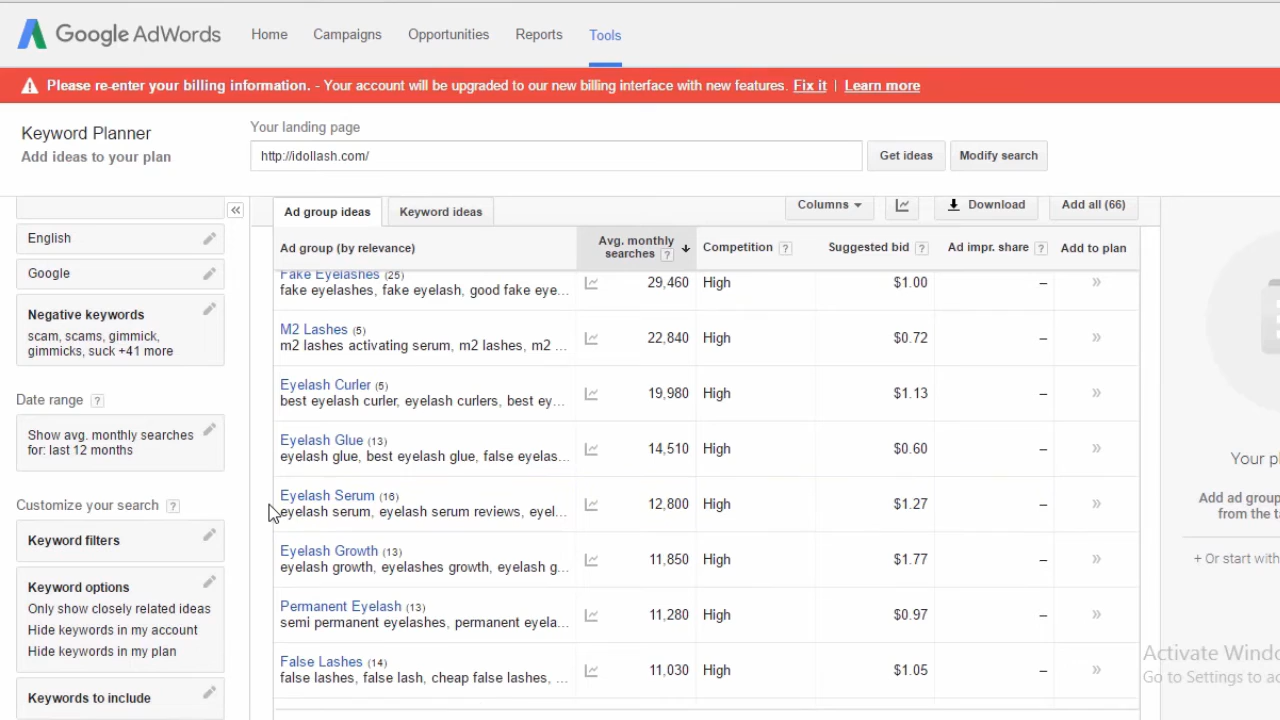 Google AdWords Home Campaigns Opportunities Reports Tools
Please re-enter your billing information. - Your account will be upgraded to our new billing interface with new features. Fix it | Learn more
Keyword Planner
Add ideas to your plan
Your landing page
http://idollash.com/
Get ideas
Modify search
English
Google
Negative keywords
scam, scams, gimmick,
gimmicks, suck +41 more
Date range ?
Show avg. monthly searches
for: last 12 months
Customize your search ?
Keyword filters
Keyword options
Only show closely related ideas
Hide keywords in my account
Hide keywords in my plan
Keywords to include
Ad group ideas Keyword ideas Columns Download Add all (66)
Ad group (by relevance) Avg. monthly searches ? Competition ? Suggested bid ? Ad impr. share ? Add to plan
Fake Eyelashes (25)
fake eyelashes, fake eyelash, good fake eye... 29,460 High $1.00 – »
M2 Lashes (5)
m2 lashes activating serum, m2 lashes, m2 ... 22,840 High $0.72 – »
Eyelash Curler (5)
best eyelash curler, eyelash curlers, best ey... 19,980 High $1.13 – »
Eyelash Glue (13)
eyelash glue, best eyelash glue, false eyelas... 14,510 High $0.60 – »
Eyelash Serum (16)
eyelash serum, eyelash serum reviews, eyel... 12,800 High $1.27 – »
Eyelash Growth (13)
eyelash growth, eyelashes growth, eyelash g... 11,850 High $1.77 – »
Permanent Eyelash (13)
semi permanent eyelashes, permanent eyela... 11,280 High $0.97 – »
False Lashes (14)
false lashes, false lash, cheap false lashes, ... 11,030 High $1.05 – »
Your p
Add ad group
from the ta
+ Or start with
Activate Windo
Go to Settings to ac